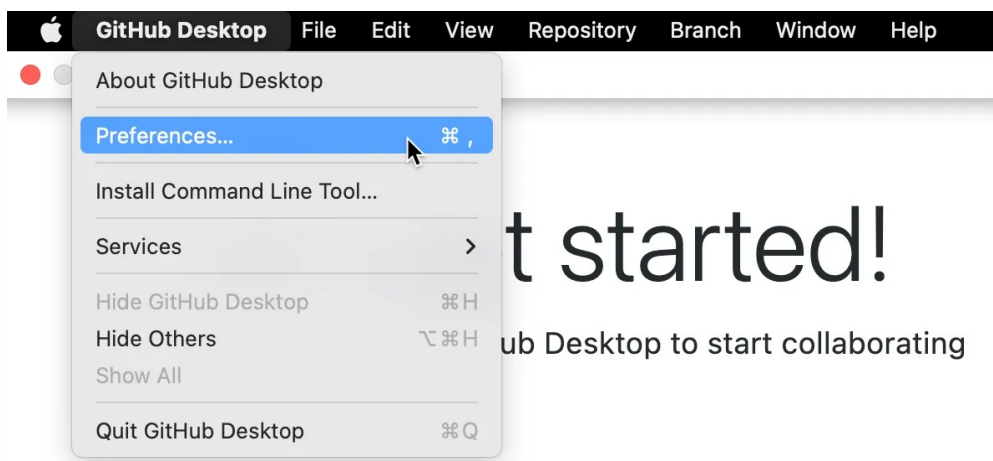 GitHub Desktop File Edit View Repository Branch Window Help
About GitHub Desktop
Preferences... ⌘ ,
Install Command Line Tool...
Services
t started!
Hide GitHub Desktop ⌘H
Hide Others ⌥⌘H
ub Desktop to start collaborating
Show All
Quit GitHub Desktop ⌘Q